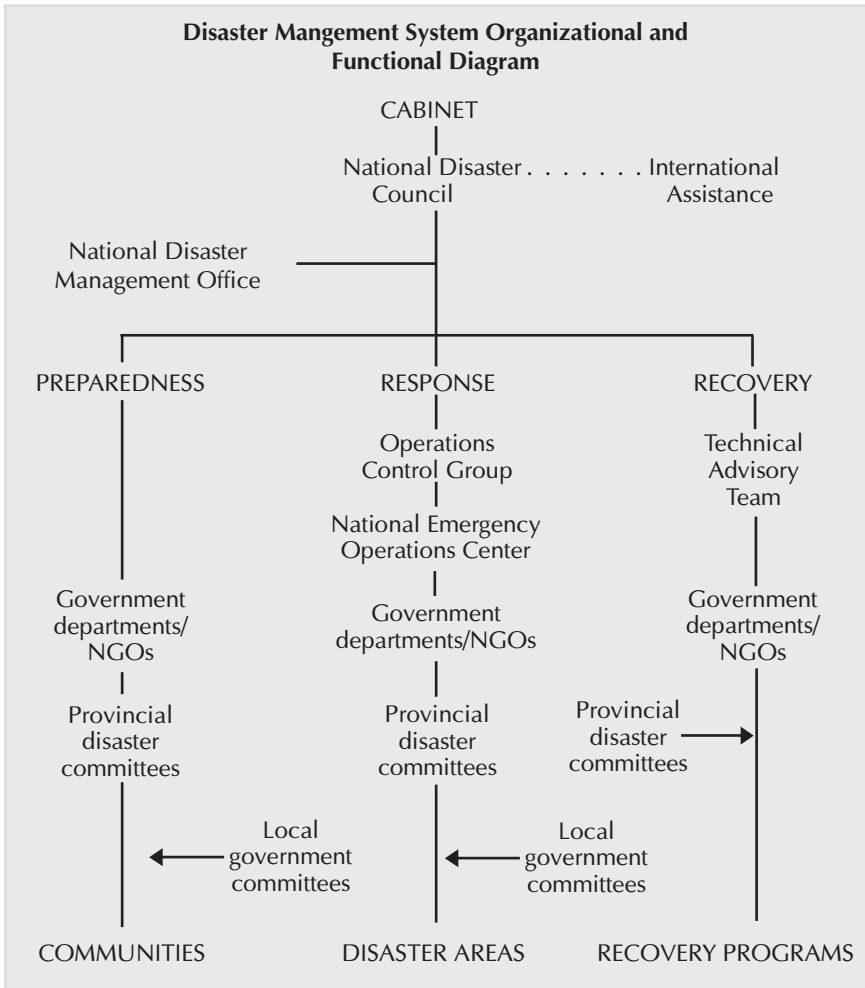 Disaster Mangement System Organizational and
Functional Diagram
CABINET
National Disaster . . . . . . . International
Council Assistance
National Disaster
Management Office
PREPAREDNESS RESPONSE RECOVERY
Operations
Control Group
Technical
Advisory
Team
National Emergency
Operations Center
Government
departments/
NGOs
Government
departments/NGOs
Government
departments/
NGOs
Provincial
disaster
committees
Provincial
disaster
committees
Provincial
disaster
committees
Local
government
committees
Local
government
committees
COMMUNITIES DISASTER AREAS RECOVERY PROGRAMS